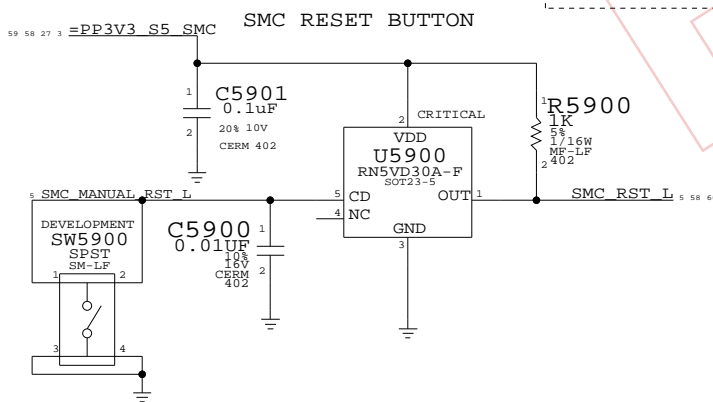 SMC RESET BUTTON
59 58 27 3 =PP3V3_S5_SMC
1
C5901
0.1uF
2
20% 10V
CERM 402
2
CRITICAL
VDD
U5900
RN5VD30A-F
SOT23-5
5 CD
OUT 1
4 NC
GND
3
1
R5900
1K
5%
1/16W
MF-LF
2 402
SMC_RST_L 5 58
5 SMC_MANUAL_RST_L
DEVELOPMENT
SW5900
SPST
SM-LF
1 2
3 4
C5900
1
0.01UF
10%
16V
CERM
402
2